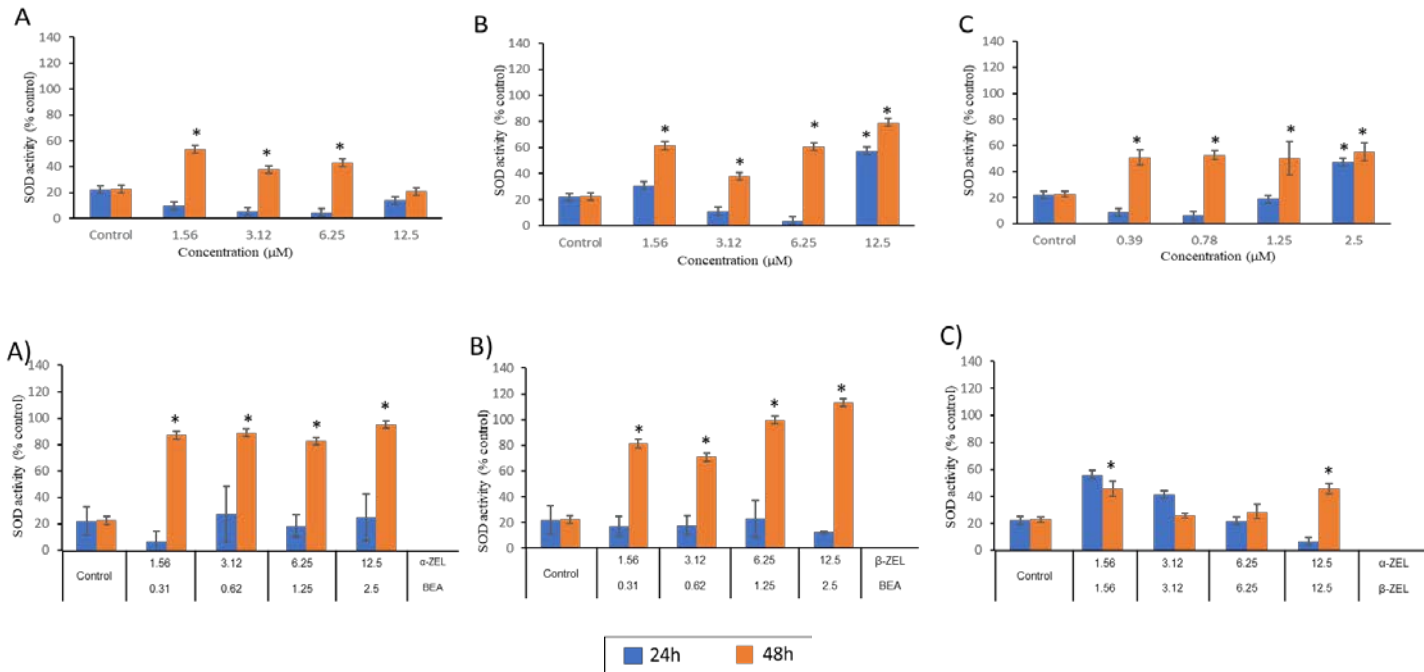 A
SOD activity (% control)
140
120
100
80
60
40
20
0
* * *
Control 1.56 3.12 6.25 12.5
Concentration (µM)
B
SOD activity (% control)
140
120
100
80
60
40
20
0
* * * * *
Control 1.56 3.12 6.25 12.5
Concentration (µM)
C
SOD activity (% control)
140
120
100
80
60
40
20
0
* * * * *
Control 0.39 0.78 1.25 2.5
Concentration (µM)
A)
SOD activity (% control)
140
120
100
80
60
40
20
0
* * * *
Control 1.56 3.12 6.25 12.5 α-ZEL
0.31 0.62 1.25 2.5 BEA
B)
SOD activity (% control)
140
120
100
80
60
40
20
0
* * * *
Control 1.56 3.12 6.25 12.5 β-ZEL
0.31 0.62 1.25 2.5 BEA
C)
SOD activity (% control)
140
120
100
80
60
40
20
0
* *
Control 1.56 3.12 6.25 12.5 α-ZEL
1.56 3.12 6.25 12.5 β-ZEL
24h 48h